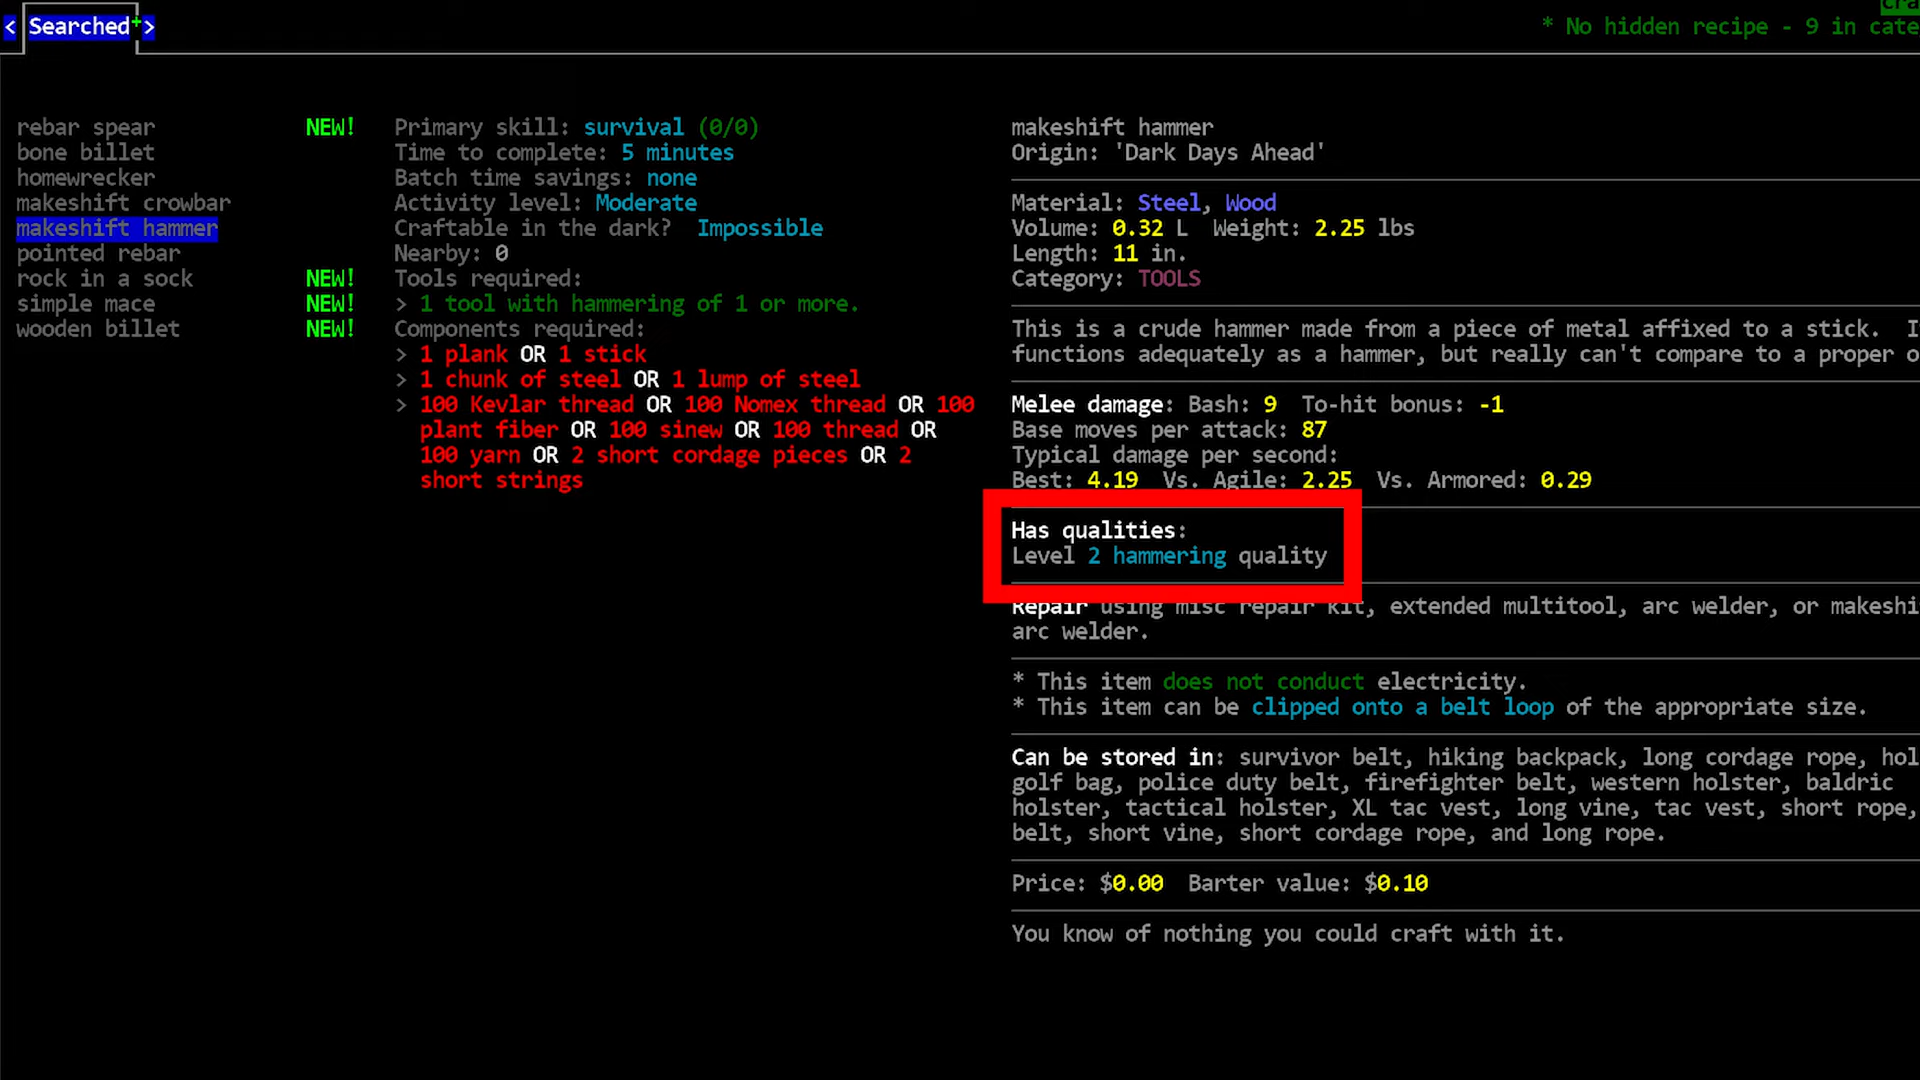 < Searched+ >
* No hidden recipe - 9 in cate
rebar spear NEW!
bone billet
homewrecker
makeshift crowbar
makeshift hammer
pointed rebar
rock in a sock NEW!
simple mace NEW!
wooden billet NEW!
Primary skill: survival (0/0)
Time to complete: 5 minutes
Batch time savings: none
Activity level: Moderate
Craftable in the dark? Impossible
Nearby: 0
Tools required:
> 1 tool with hammering of 1 or more.
Components required:
> 1 plank OR 1 stick
> 1 chunk of steel OR 1 lump of steel
> 100 Kevlar thread OR 100 Nomex thread OR 100
plant fiber OR 100 sinew OR 100 thread OR
100 yarn OR 2 short cordage pieces OR 2
short strings
makeshift hammer
Origin: 'Dark Days Ahead'
Material: Steel, Wood
Volume: 0.32 L Weight: 2.25 lbs
Length: 11 in.
Category: TOOLS
This is a crude hammer made from a piece of metal affixed to a stick. I
functions adequately as a hammer, but really can't compare to a proper o
Melee damage: Bash: 9 To-hit bonus: -1
Base moves per attack: 87
Typical damage per second:
Best: 4.19 Vs. Agile: 2.25 Vs. Armored: 0.29
Has qualities:
Level 2 hammering quality
Repair using misc repair kit, extended multitool, arc welder, or makeshi
arc welder.
* This item does not conduct electricity.
* This item can be clipped onto a belt loop of the appropriate size.
Can be stored in: survivor belt, hiking backpack, long cordage rope, hol
golf bag, police duty belt, firefighter belt, western holster, baldric
holster, tactical holster, XL tac vest, long vine, tac vest, short rope,
belt, short vine, short cordage rope, and long rope.
Price: $0.00 Barter value: $0.10
You know of nothing you could craft with it.